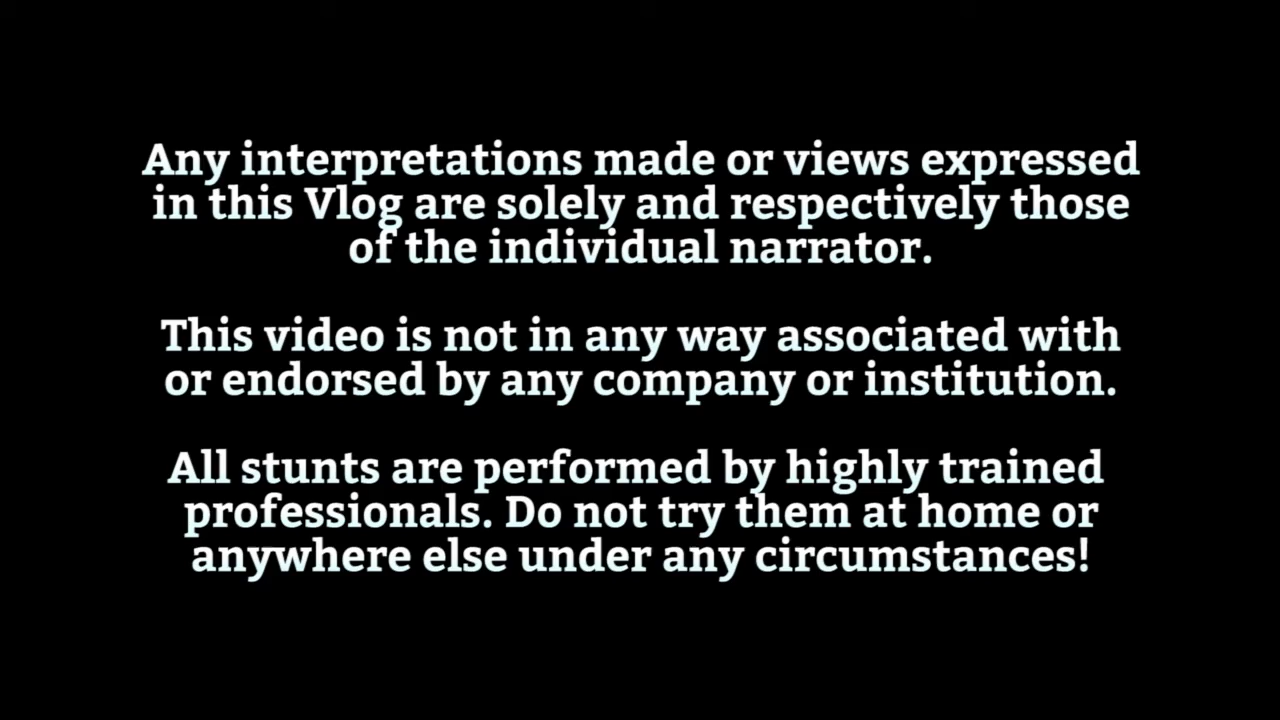 Any interpretations made or views expressed
in this Vlog are solely and respectively those
of the individual narrator.
This video is not in any way associated with
or endorsed by any company or institution.
All stunts are performed by highly trained
professionals. Do not try them at home or
anywhere else under any circumstances!